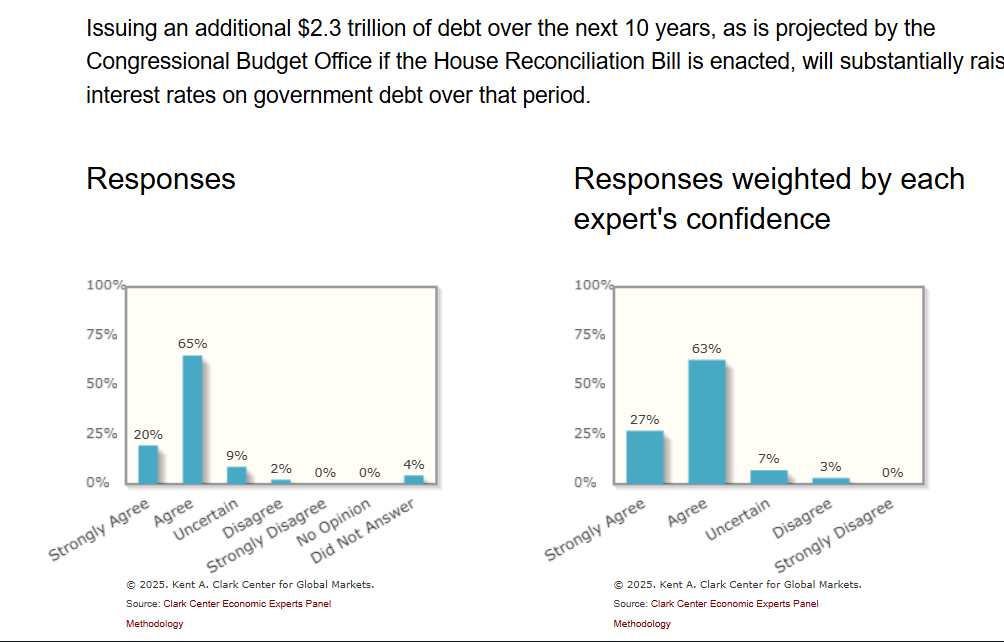 Issuing an additional $2.3 trillion of debt over the next 10 years, as is projected by the
Congressional Budget Office if the House Reconciliation Bill is enacted, will substantially rais
interest rates on government debt over that period.
Responses
100%
75%
50%
25%
0%
20%
65%
9%
2%
0%
0%
4%
Strongly Agree
Agree
Uncertain
Disagree
Strongly Disagree
No Opinion
Did Not Answer
© 2025. Kent A. Clark Center for Global Markets.
Source: Clark Center Economic Experts Panel
Methodology
Responses weighted by each
expert's confidence
100%
75%
50%
25%
0%
27%
63%
7%
3%
0%
Strongly Agree
Agree
Uncertain
Disagree
Strongly Disagree
© 2025. Kent A. Clark Center for Global Markets.
Source: Clark Center Economic Experts Panel
Methodology